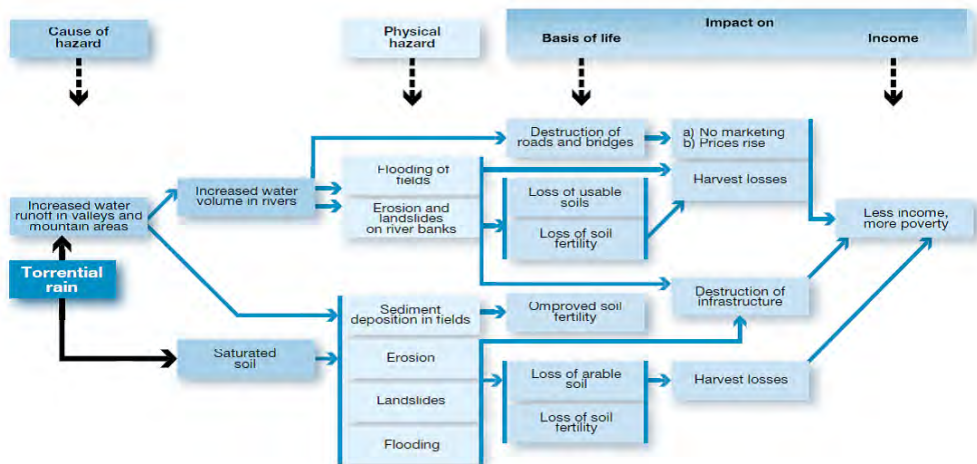 Cause of
hazard
Physical
hazard
Impact on
Basis of life
Income
Destruction of
roads and bridges
a) No marketing
b) Prices rise
Flooding of
fields
Harvest losses
Increased water
volume in rivers
Loss of usable
soils
Erosion and
landslides
on river banks
Loss of soil
fertility
Increased water
runoff in valleys and
mountain areas
Less income,
more poverty
Torrential
rain
Destruction of
infrastructure
Sediment
deposition in fields
Omproved soil
fertility
Saturated
soil
Erosion
Loss of arable
soil
Harvest losses
Landslides
Loss of soil
fertility
Flooding